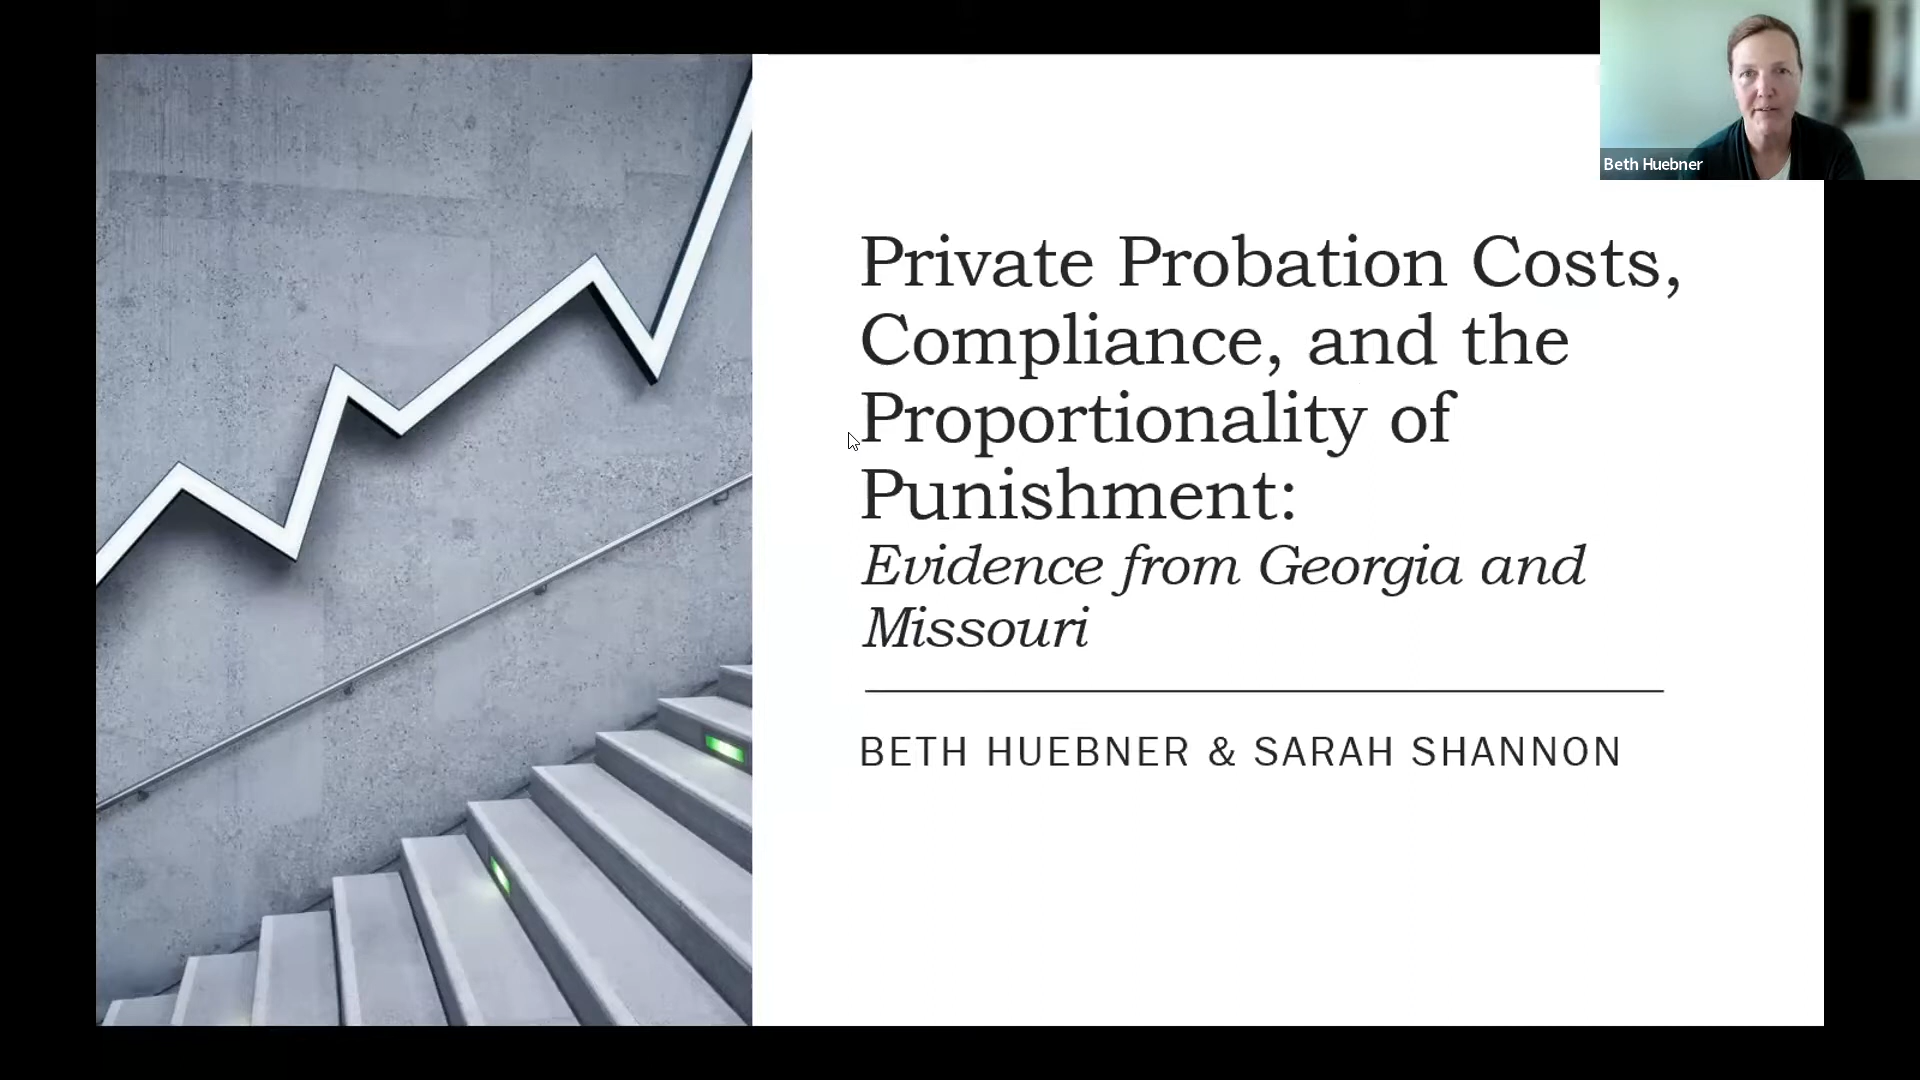 Beth Huebner
Private Probation Costs,
Compliance, and the
Proportionality of
Punishment:
Evidence from Georgia and
Missouri
BETH HUEBNER & SARAH SHANNON